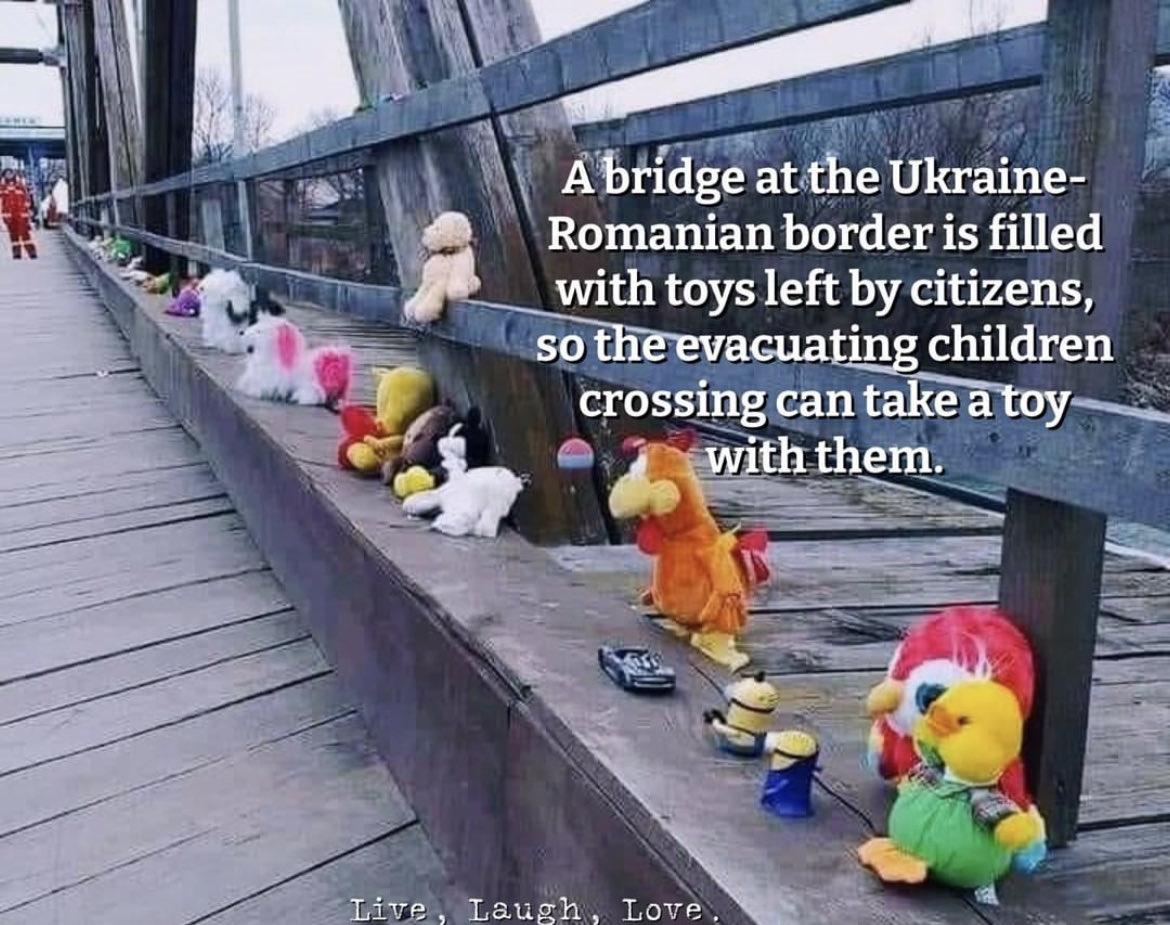 A bridge at the Ukraine-
Romanian border is filled
with toys left by citizens,
so the evacuating children
crossing can take a toy
with them.
Live, Laugh, Love.